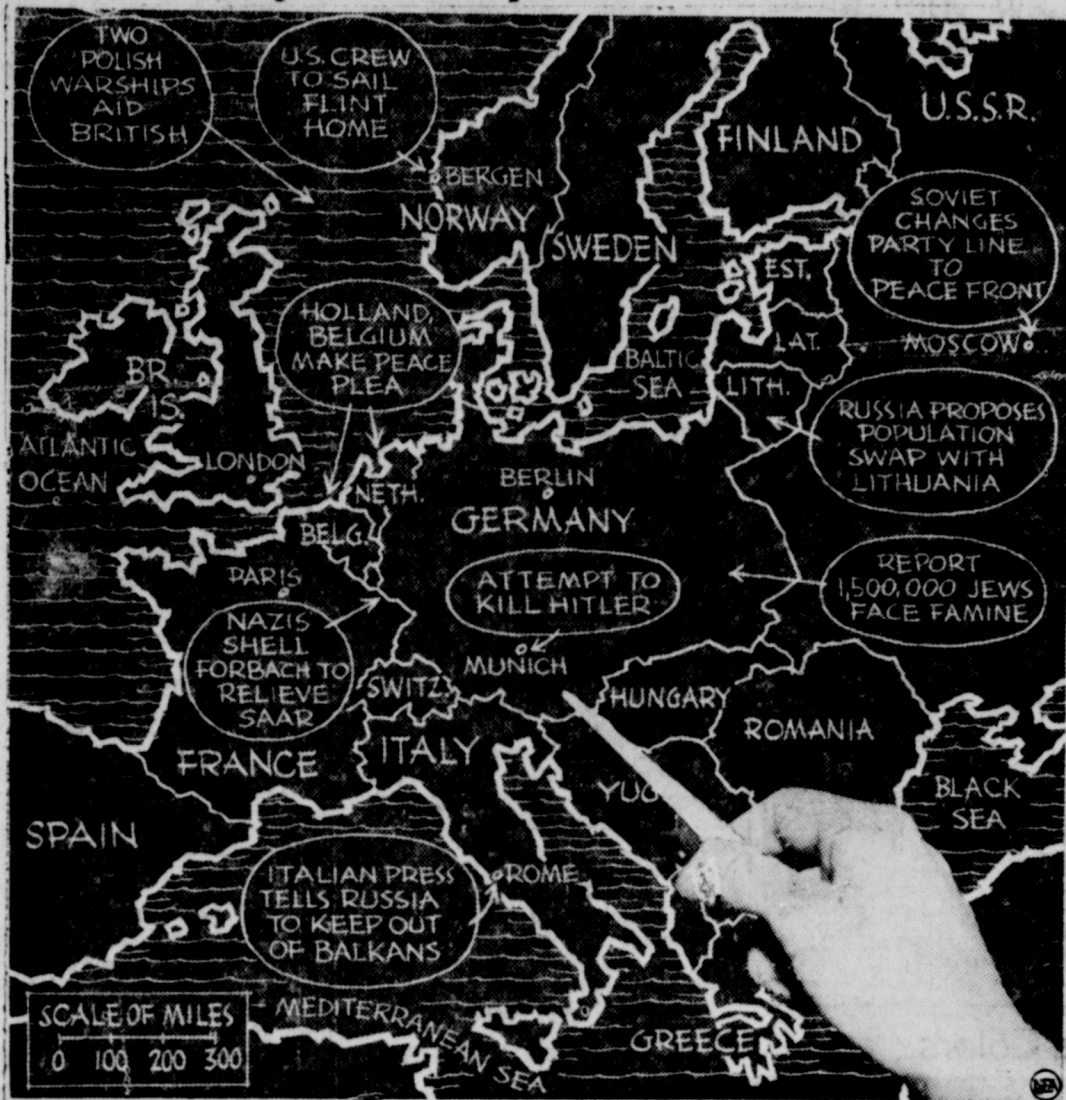 TWO
POLISH
WARSHIPS
AID
BRITISH
U.S. CREW
TO SAIL
FLINT
HOME
U.S.S.R.
FINLAND
BERGEN
NORWAY
SWEDEN
SOVIET
CHANGES
PARTY LINE
TO
PEACE FRONT
EST.
HOLLAND,
BELGIUM
MAKE PEACE
PLEA
LAT.
MOSCOW
BALTIC
SEA
LITH.
BR.
IS.
RUSSIA PROPOSES
POPULATION
SWAP WITH
LITHUANIA
ATLANTIC
OCEAN
LONDON
NETH.
BERLIN
GERMANY
BELG.
PARIS
ATTEMPT TO
KILL HITLER
REPORT
1,500,000 JEWS
FACE FAMINE
NAZIS
SHELL
FORBACH TO
RELIEVE
SAAR
MUNICH
SWITZ.
HUNGARY
ROMANIA
FRANCE
ITALY
YUG
BLACK
SEA
SPAIN
ITALIAN PRESS
TELLS RUSSIA
TO KEEP OUT
OF BALKANS
ROME
SCALE OF MILES
0 100 200 300
MEDITERRANEAN SEA
GREECE
NEA